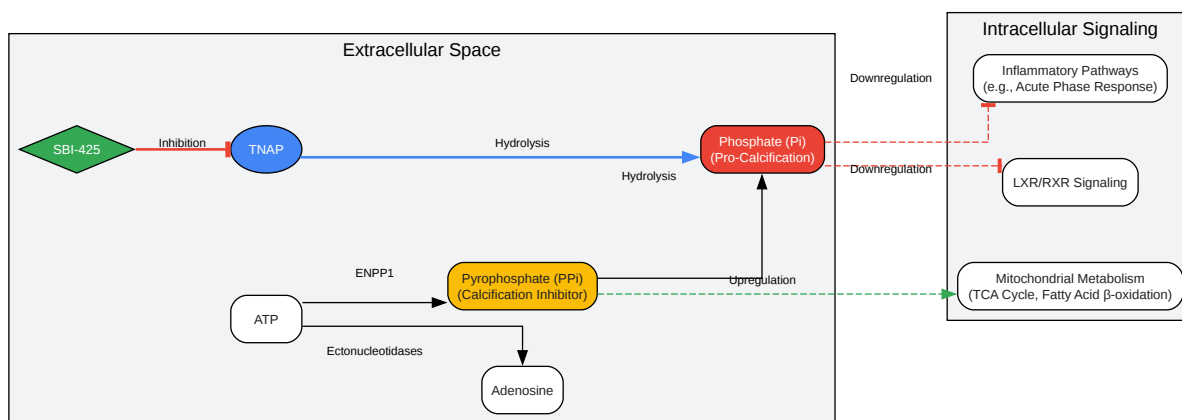 Extracellular Space
Intracellular Signaling
Inflammatory Pathways
(e.g., Acute Phase Response)
Downregulation
SBI-425
Inhibition
TNAP
Hydrolysis
Phosphate (Pi)
(Pro-Calcification)
Hydrolysis
Downregulation
LXR/RXR Signaling
ENPP1
Pyrophosphate (PPi)
(Calcification Inhibitor)
Upregulation
Mitochondrial Metabolism
(TCA Cycle, Fatty Acid β-oxidation)
ATP
Ectonucleotidases
Adenosine